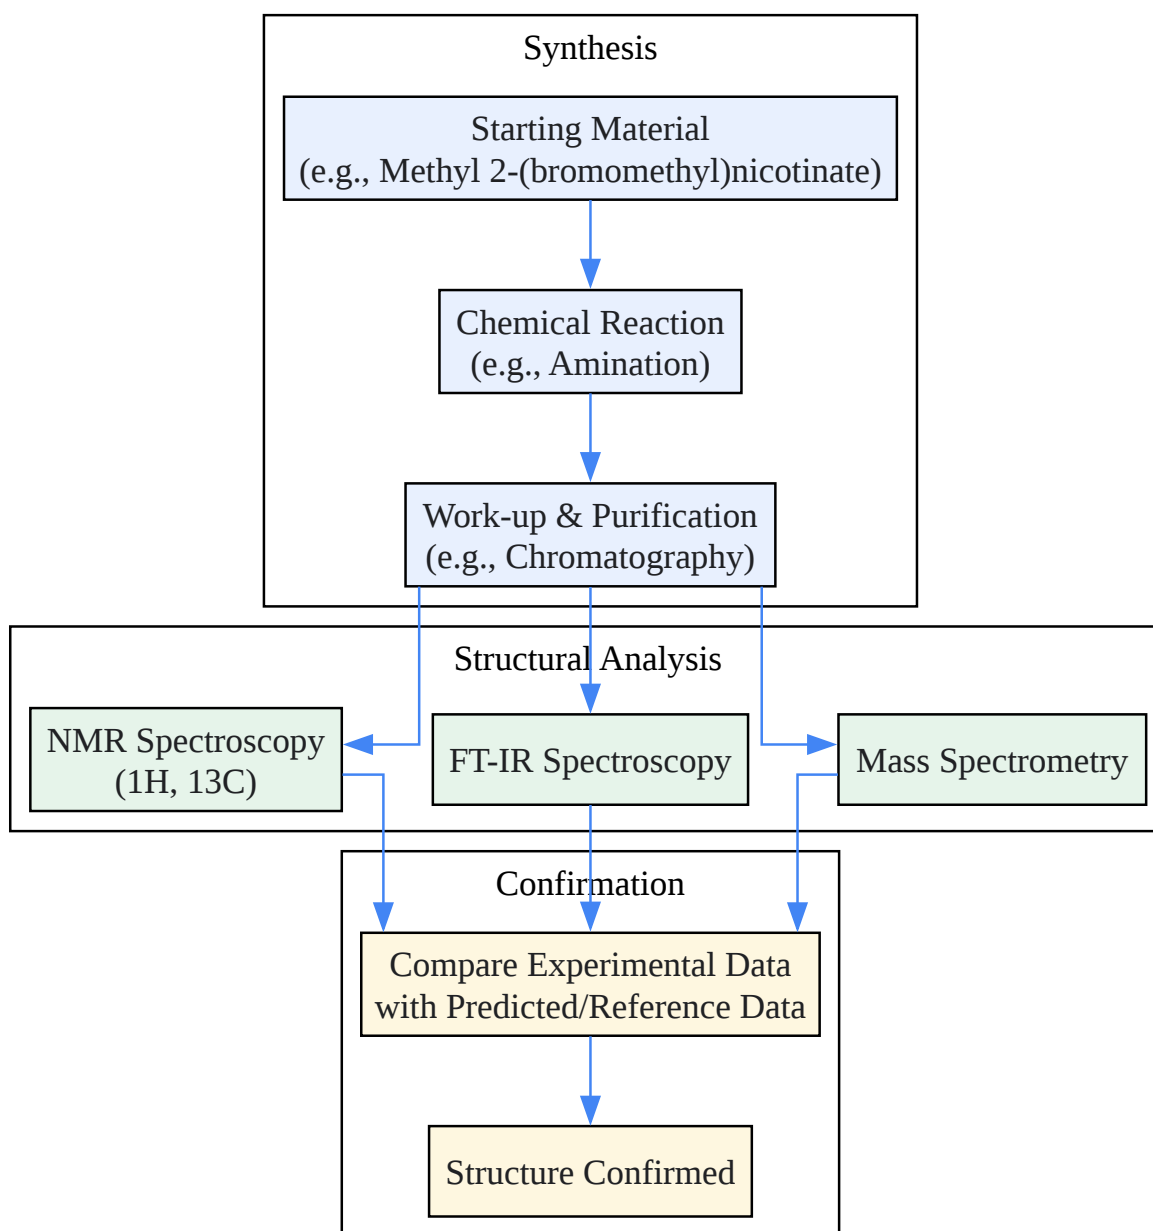 Synthesis
Starting Material
(e.g., Methyl 2-(bromomethyl)nicotinate)
Chemical Reaction
(e.g., Amination)
Work-up & Purification
(e.g., Chromatography)
Structural Analysis
NMR Spectroscopy
(1H, 13C)
FT-IR Spectroscopy
Mass Spectrometry
Confirmation
Compare Experimental Data
with Predicted/Reference Data
Structure Confirmed